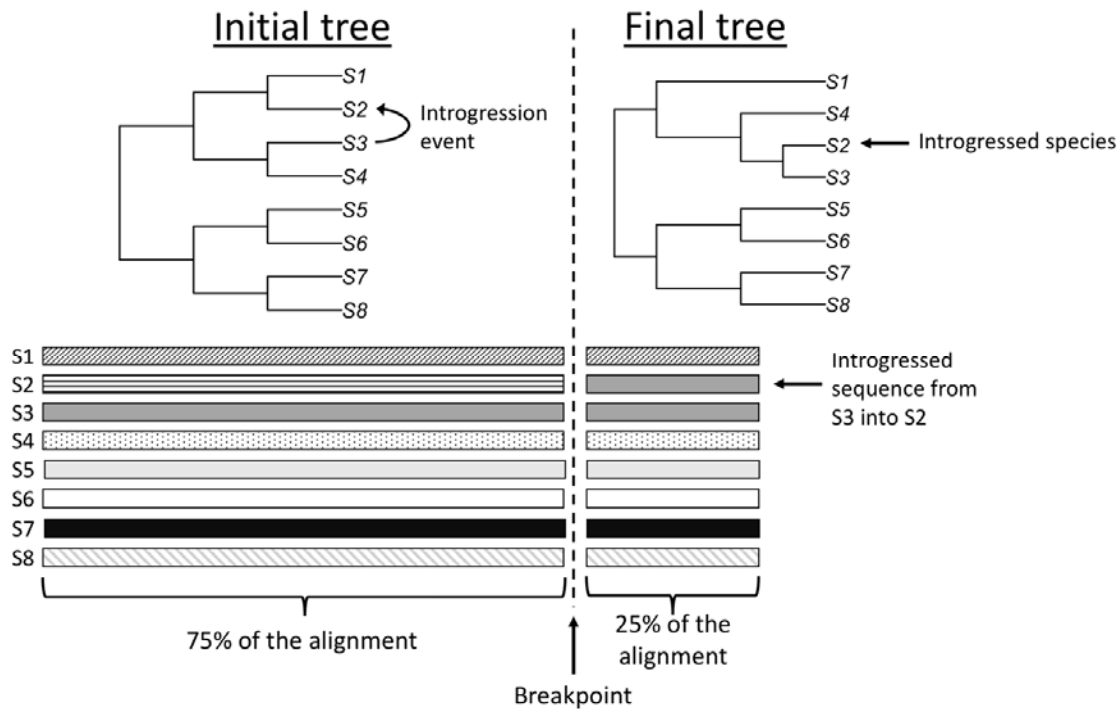 Initial tree
Final tree
S1
S2
S3
S4
S5
S6
S7
S8
Introgression
event
S1
S4
S2
S3
S5
S6
S7
S8
Introgressed species
S1
S2
S3
S4
S5
S6
S7
S8
Introgressed
sequence from
S3 into S2
75% of the alignment
25% of the
alignment
Breakpoint